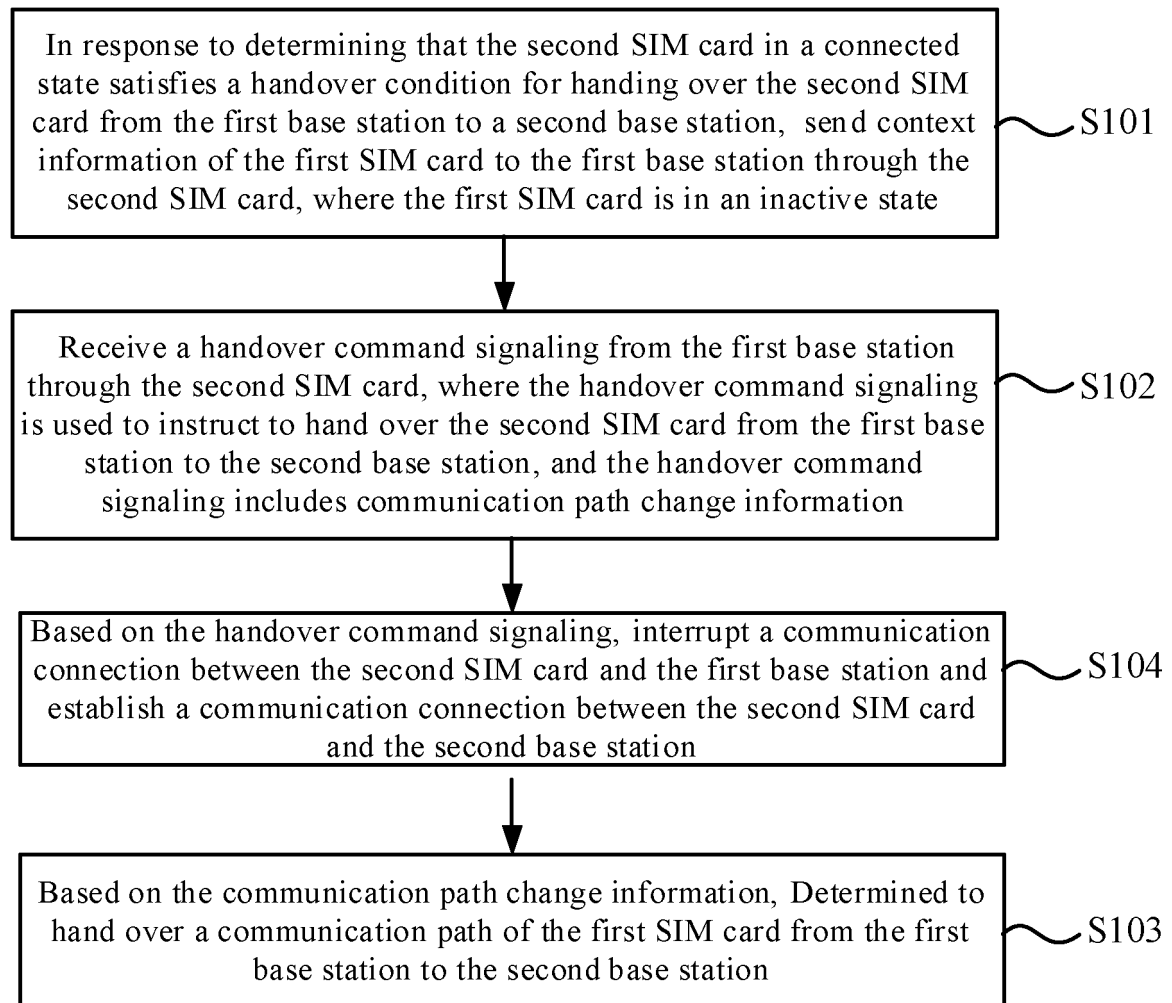 In response to determining that the second SIM card in a connected
state satisfies a handover condition for handing over the second SIM
card from the first base station to a second base station, send context
information of the first SIM card to the first base station through the
second SIM card, where the first SIM card is in an inactive state
S101
Receive a handover command signaling from the first base station
through the second SIM card, where the handover command signaling
is used to instruct to hand over the second SIM card from the first base
station to the second base station, and the handover command
signaling includes communication path change information
S102
Based on the handover command signaling, interrupt a communication
connection between the second SIM card and the first base station and
establish a communication connection between the second SIM card
and the second base station
S104
Based on the communication path change information, Determined to
hand over a communication path of the first SIM card from the first
base station to the second base station
S103